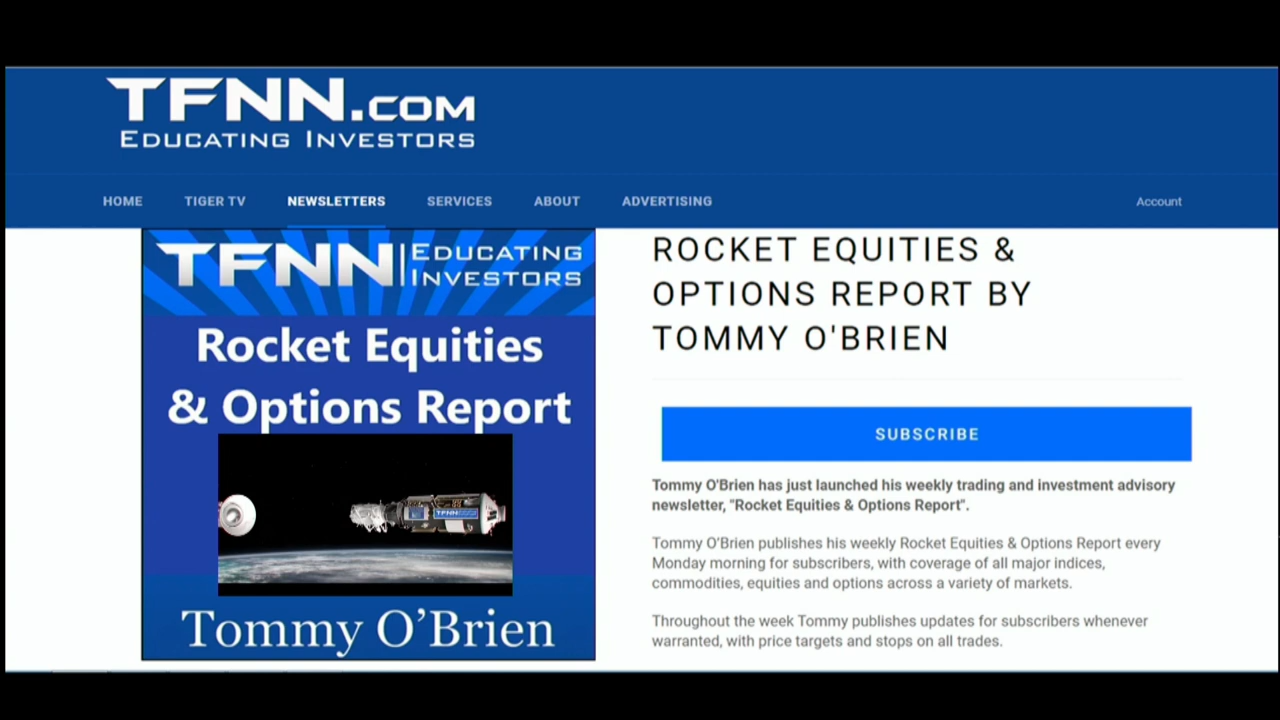 TFNN.COM
EDUCATING INVESTORS
HOME TIGER TV NEWSLETTERS SERVICES ABOUT ADVERTISING Account
TFNN EDUCATING
INVESTORS
Rocket Equities
& Options Report
TFNN
Tommy O’Brien
ROCKET EQUITIES &
OPTIONS REPORT BY
TOMMY O'BRIEN
SUBSCRIBE
Tommy O'Brien has just launched his weekly trading and investment advisory
newsletter, "Rocket Equities & Options Report".
Tommy O’Brien publishes his weekly Rocket Equities & Options Report every
Monday morning for subscribers, with coverage of all major indices,
commodities, equities and options across a variety of markets.
Throughout the week Tommy publishes updates for subscribers whenever
warranted, with price targets and stops on all trades.